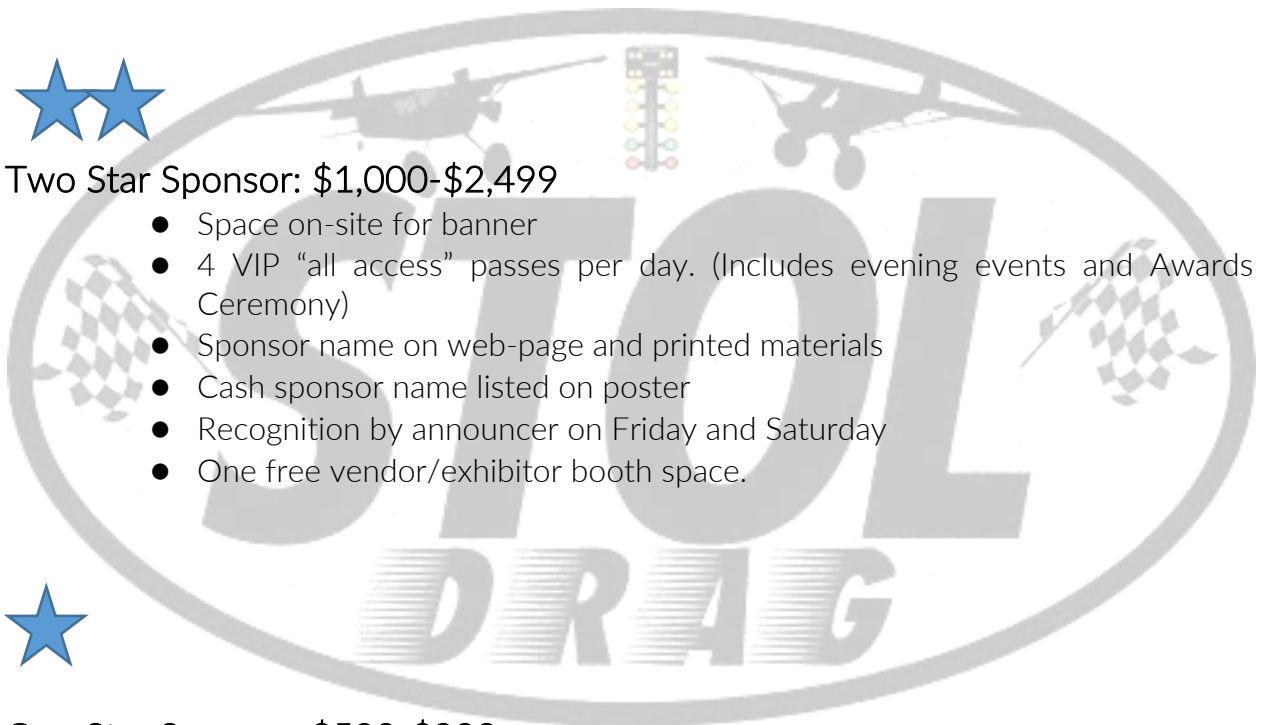 Two Star Sponsor: $1,000-$2,499
● Space on-site for banner
● 4 VIP “all access” passes per day. (Includes evening events and Awards
Ceremony)
● Sponsor name on web-page and printed materials
● Cash sponsor name listed on poster
● Recognition by announcer on Friday and Saturday
● One free vendor/exhibitor booth space.
STOL
DRAG